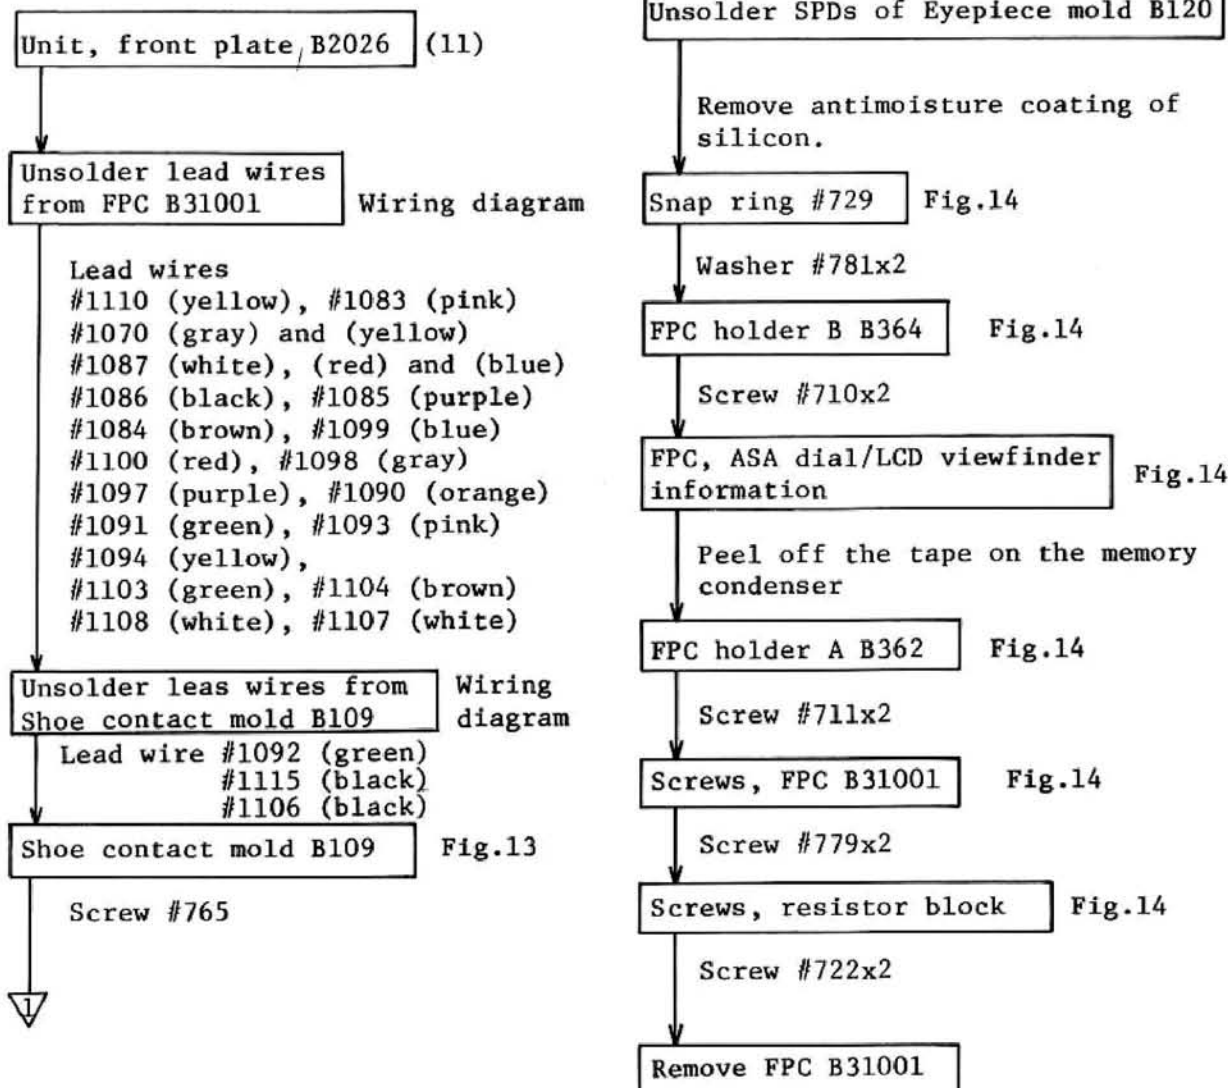 Unit, front plate B2026 (11)
Unsolder lead wires
from FPC B31001 Wiring diagram
Lead wires
#1110 (yellow), #1083 (pink)
#1070 (gray) and (yellow)
#1087 (white), (red) and (blue)
#1086 (black), #1085 (purple)
#1084 (brown), #1099 (blue)
#1100 (red), #1098 (gray)
#1097 (purple), #1090 (orange)
#1091 (green), #1093 (pink)
#1094 (yellow),
#1103 (green), #1104 (brown)
#1108 (white), #1107 (white)
Unsolder leas wires from Wiring
Shoe contact mold B109 diagram
Lead wire #1092 (green)
#1115 (black)
#1106 (black)
Shoe contact mold B109 Fig.13
Screw #765
1
Unsolder SPDs of Eyepiece mold B120
Remove antimoisture coating of
silicon.
Snap ring #729 Fig.14
Washer #781x2
FPC holder B B364 Fig.14
Screw #710x2
FPC, ASA dial/LCD viewfinder Fig.14
information
Peel off the tape on the memory
condenser
FPC holder A B362 Fig.14
Screw #711x2
Screws, FPC B31001 Fig.14
Screw #779x2
Screws, resistor block Fig.14
Screw #722x2
Remove FPC B31001